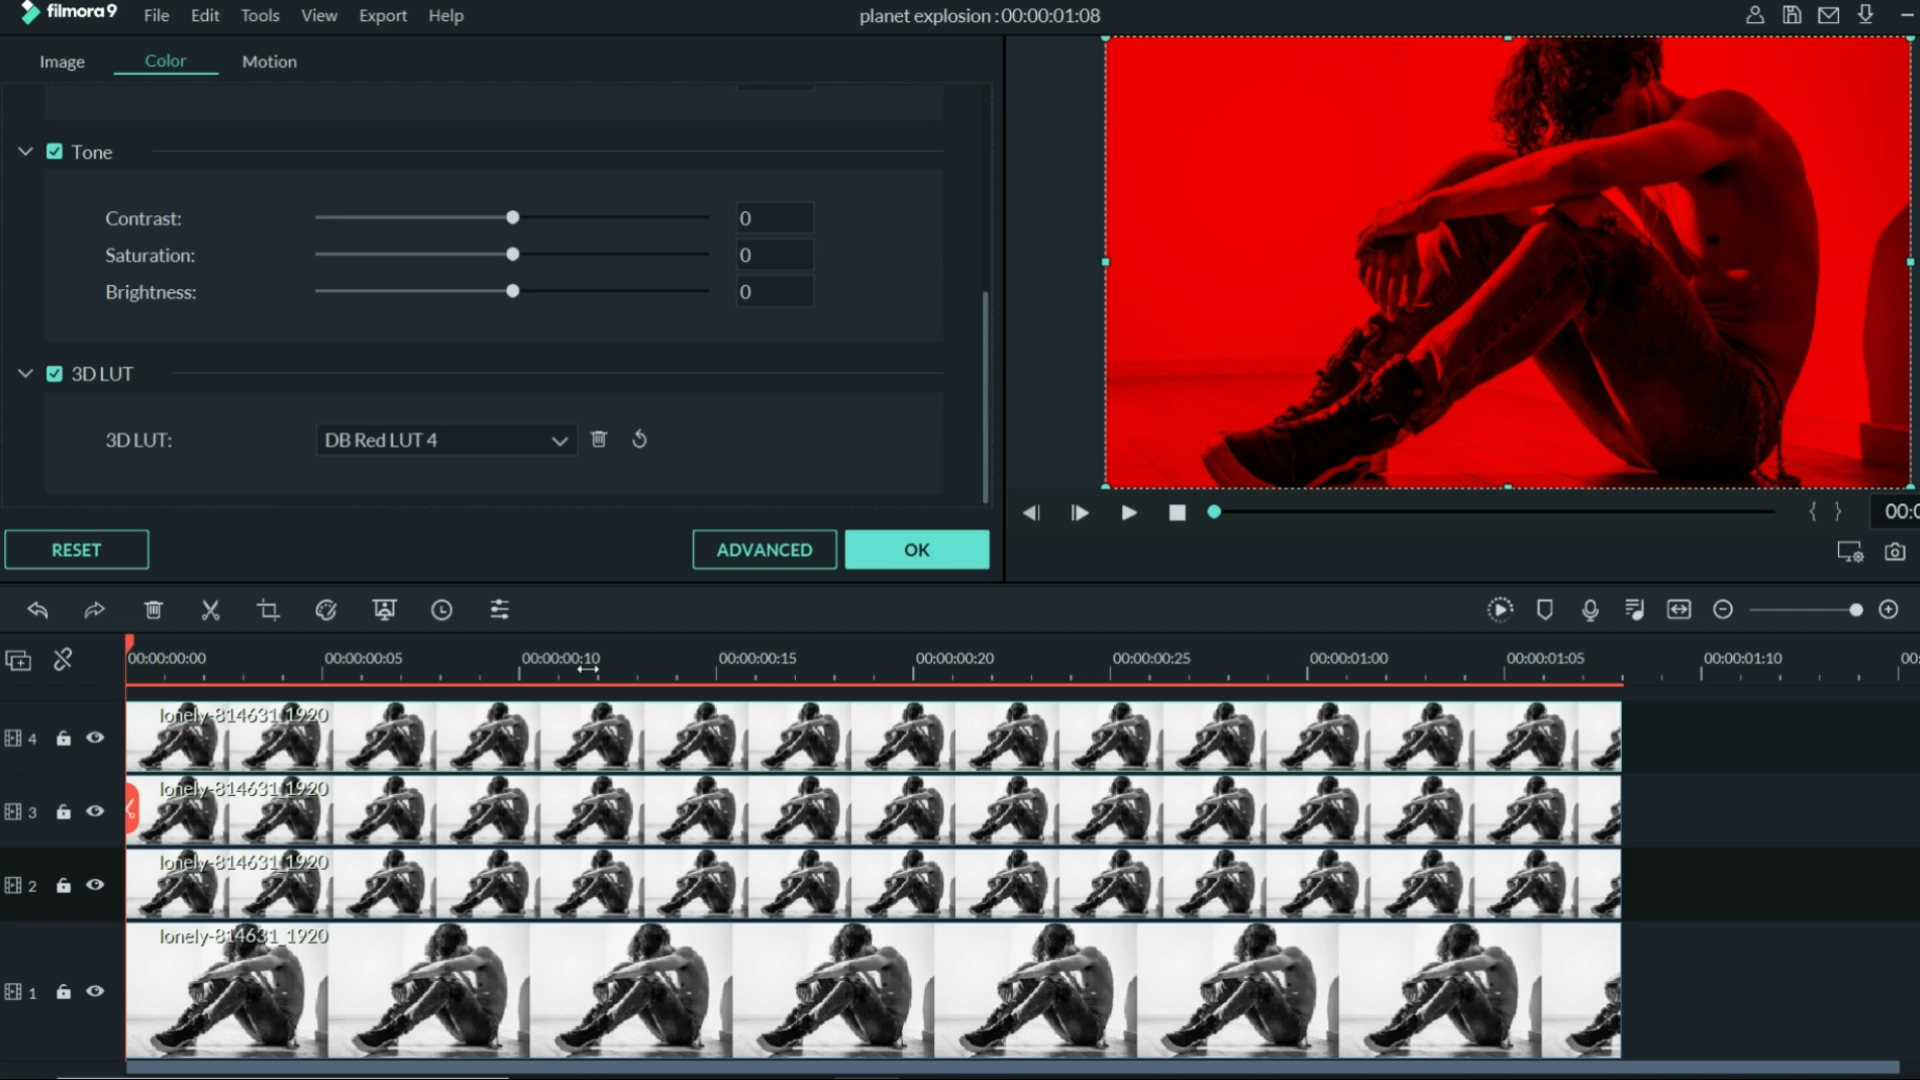 filmora9 File Edit Tools View Export Help planet explosion : 00:00:01:08
Image Color Motion
Tone
Contrast: 0
Saturation: 0
Brightness: 0
3D LUT
3D LUT: DB Red LUT 4
RESET ADVANCED OK
00:00:00:00 00:00:00:05 00:00:00:10 00:00:00:15 00:00:00:20 00:00:00:25 00:00:01:00 00:00:01:05 00:00:01:10
lonely-814631_1920
4
lonely-814631_1920
3
lonely-814631_1920
2
lonely-814631_1920
1